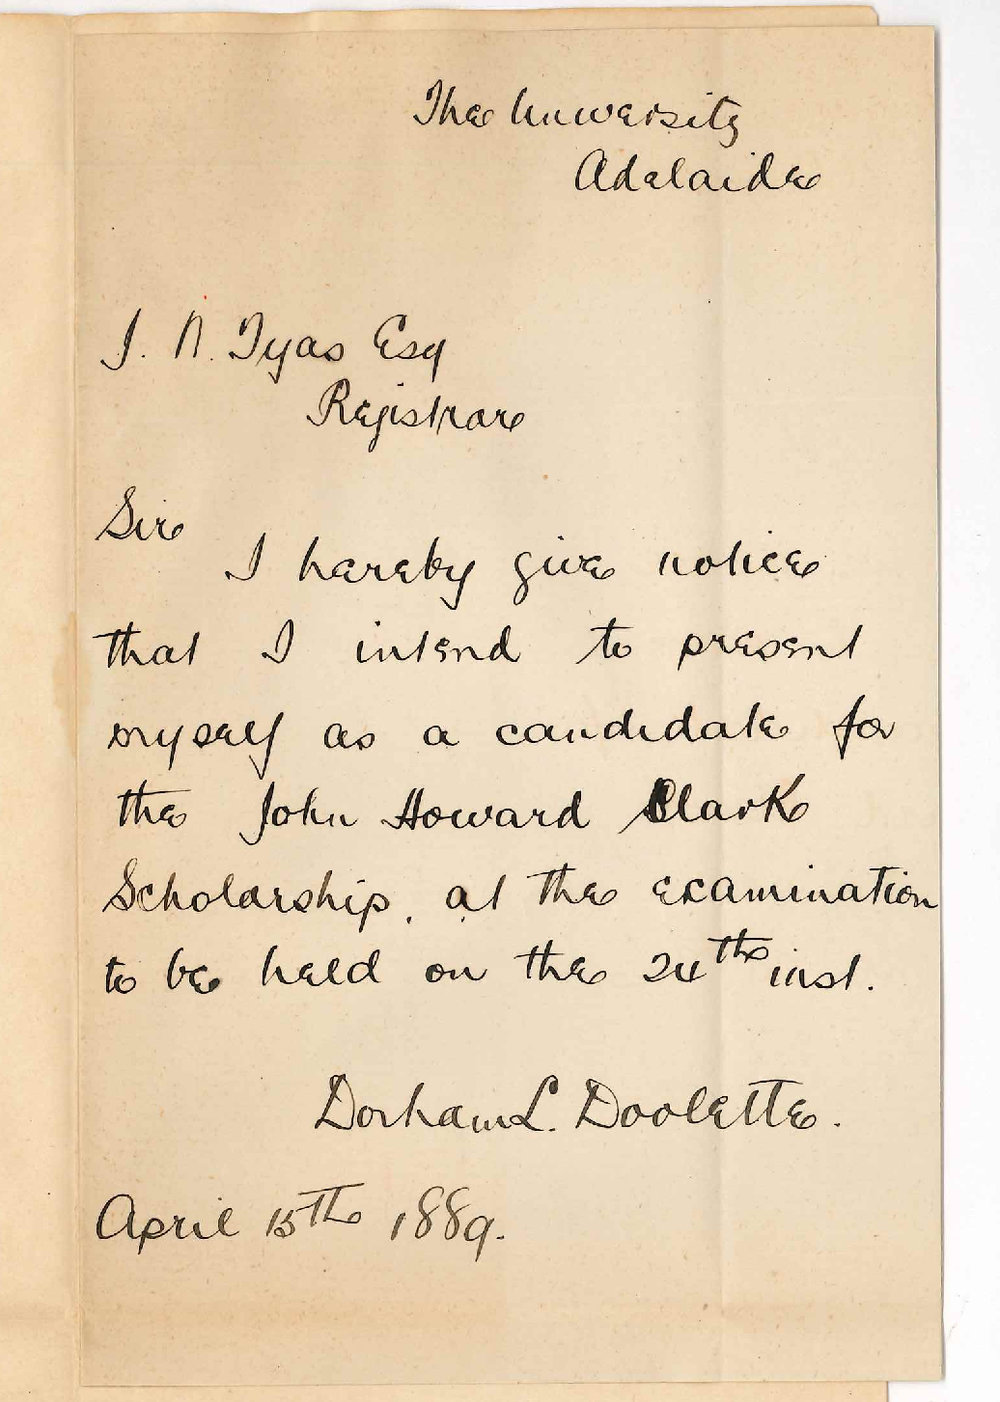 The University
Adelaide
J. W. Tyas Esq
Registrar
Sir
I hereby give notice
that I intend to present
myself as a candidate for
the John Howard Clark
Scholarship, at the examination
to be held on the 24th inst.
Dorham L. Doolette.
April 15th 1889.